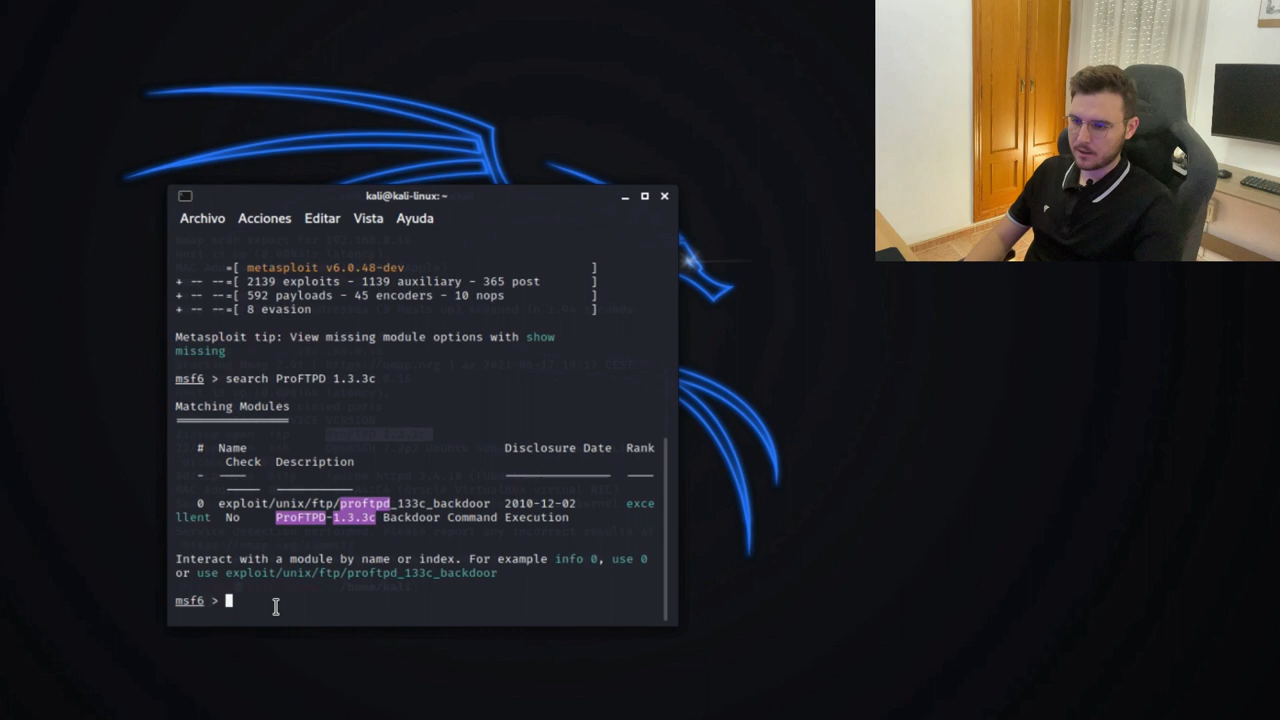 kali@kali-linux: ~
Archivo Acciones Editar Vista Ayuda
=[ metasploit v6.0.48-dev ]
+ -- --=[ 2139 exploits - 1139 auxiliary - 365 post ]
+ -- --=[ 592 payloads - 45 encoders - 10 nops ]
+ -- --=[ 8 evasion ]
Metasploit tip: View missing module options with show
missing
msf6 > search ProFTPD 1.3.3c
Matching Modules
# Name Disclosure Date Rank
Check Description
0 exploit/unix/ftp/proftpd_133c_backdoor 2010-12-02 exce
llent No ProFTPD-1.3.3c Backdoor Command Execution
Interact with a module by name or index. For example info 0, use 0
or use exploit/unix/ftp/proftpd_133c_backdoor
msf6 >